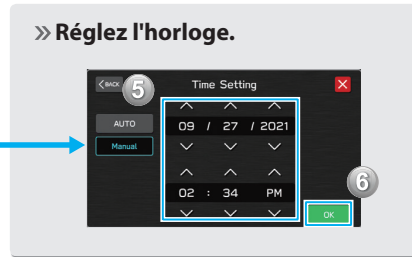 » Réglez l'horloge.
< BACK
5
Time Setting
X
AUTO
Manual
09 / 27 / 2021
02 : 34 PM
6
OK